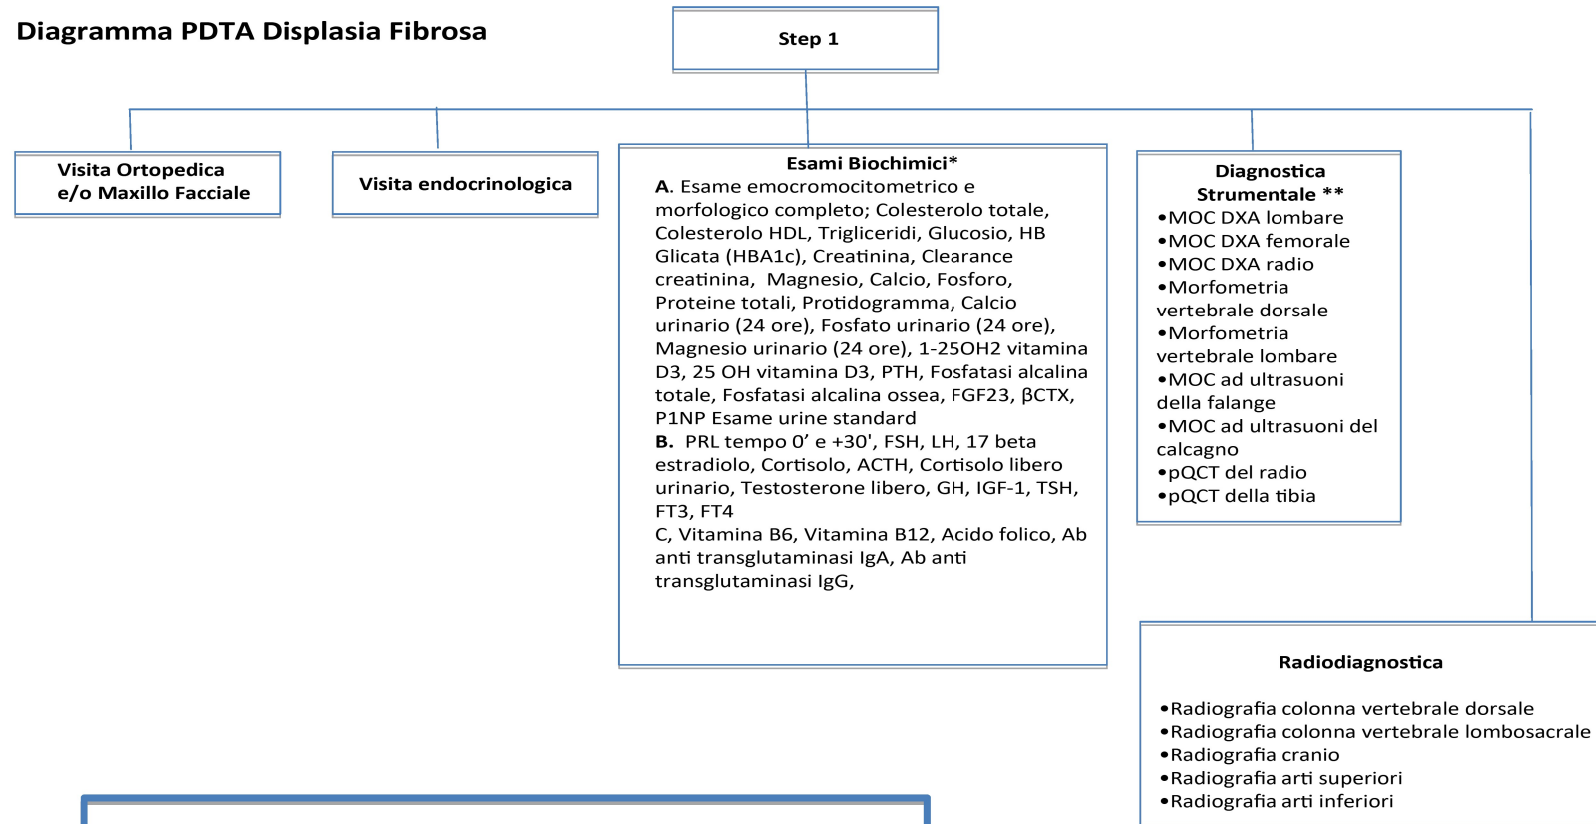 Diagramma PDTA Displasia Fibrosa
Step 1
Visita Ortopedica
e/o Maxillo Facciale
Visita endocrinologica
Esami Biochimici*
A. Esame emocromocitometrico e
morfologico completo; Colesterolo totale,
Colesterolo HDL, Trigliceridi, Glucosio, HB
Glicata (HBA1c), Creatinina, Clearance
creatinina, Magnesio, Calcio, Fosforo,
Proteine totali, Protidogramma, Calcio
urinario (24 ore), Fosfato urinario (24 ore),
Magnesio urinario (24 ore), 1-25OH2 vitamina
D3, 25 OH vitamina D3, PTH, Fosfatasi alcalina
totale, Fosfatasi alcalina ossea, FGF23, βCTX,
P1NP Esame urine standard
B. PRL tempo 0’ e +30', FSH, LH, 17 beta
estradiolo, Cortisolo, ACTH, Cortisolo libero
urinario, Testosterone libero, GH, IGF-1, TSH,
FT3, FT4
C, Vitamina B6, Vitamina B12, Acido folico, Ab
anti transglutaminasi IgA, Ab anti
transglutaminasi IgG,
Diagnostica
Strumentale **
•MOC DXA lombare
•MOC DXA femorale
•MOC DXA radio
•Morfometria
vertebrale dorsale
•Morfometria
vertebrale lombare
•MOC ad ultrasuoni
della falange
•MOC ad ultrasuoni del
calcagno
•pQCT del radio
•pQCT della tibia
Radiodiagnostica
•Radiografia colonna vertebrale dorsale
•Radiografia colonna vertebrale lombosacrale
•Radiografia cranio
•Radiografia arti superiori
•Radiografia arti inferiori